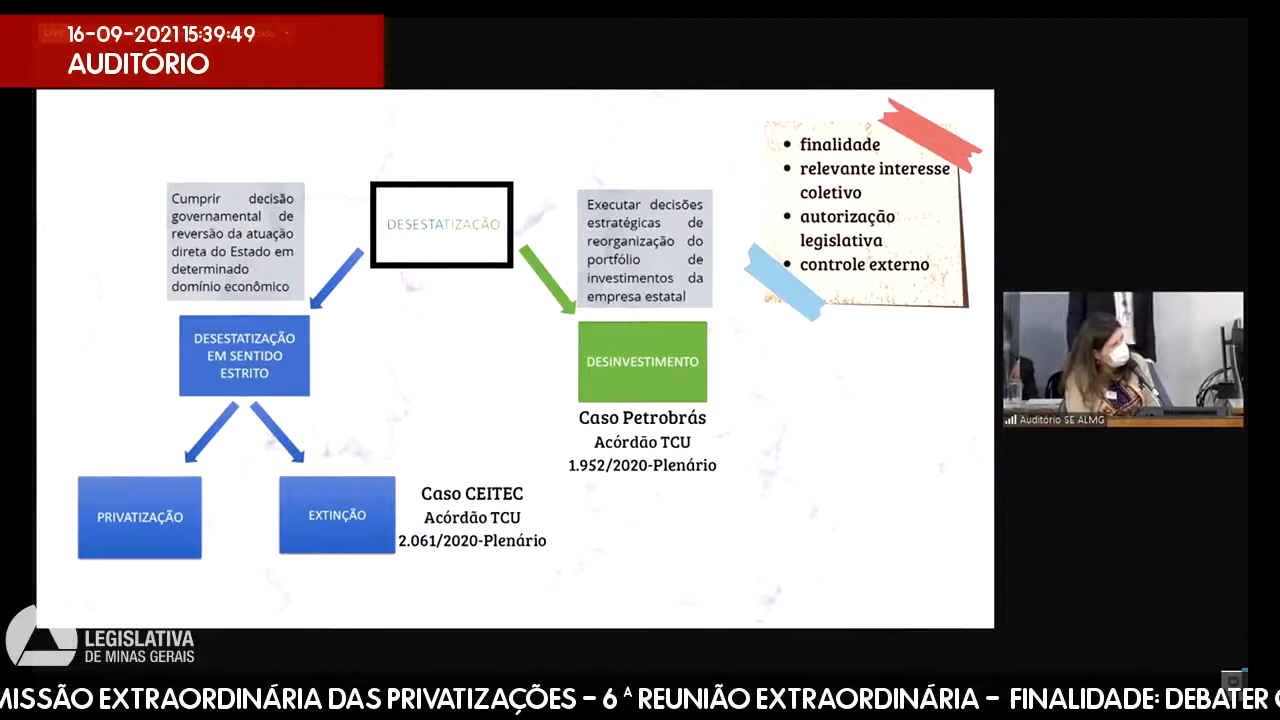 16-09-2021 15:39:49
AUDITÓRIO
Cumprir decisão
governamental de
reversão da atuação
direta do Estado em
determinado
domínio econômico
DESESTATIZAÇÃO
Executar decisões
estratégicas de
reorganização do
portfólio de
investimentos da
empresa estatal
• finalidade
• relevante interesse
coletivo
• autorização
legislativa
• controle externo
DESESTATIZAÇÃO
EM SENTIDO
ESTRITO
DESINVESTIMENTO
Caso Petrobrás
Acórdão TCU
1.952/2020-Plenário
PRIVATIZAÇÃO
EXTINÇÃO
Caso CEITEC
Acórdão TCU
2.061/2020-Plenário
Auditório SE ALMG
LEGISLATIVA
DE MINAS GERAIS
MISSÃO EXTRAORDINÁRIA DAS PRIVATIZAÇÕES - 6ª REUNIÃO EXTRAORDINÁRIA - FINALIDADE: DEBATER